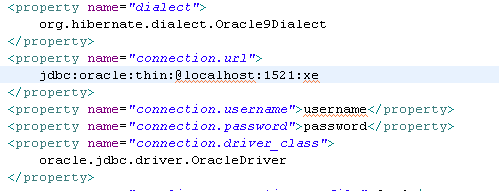 <property name="dialect">
org.hibernate.dialect.Oracle9Dialect
</property>
<property name="connection.url">
jdbc:oracle:thin:@localhost:1521:xe
</property>
<property name="connection.username">username</property>
<property name="connection.password">password</property>
<property name="connection.driver_class">
oracle.jdbc.driver.OracleDriver
</property>